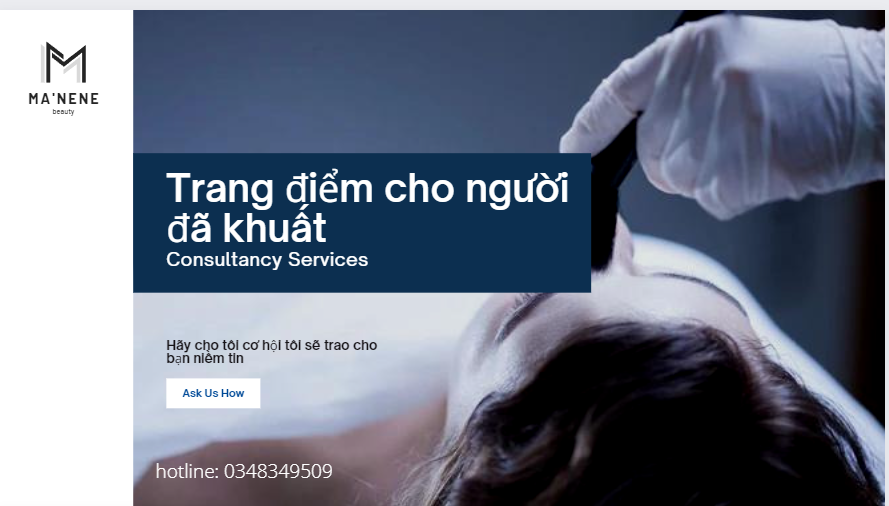 MA'NENE
beauty
Trang điểm cho người
đã khuất
Consultancy Services
Hãy cho tôi cơ hội tôi sẽ trao cho
bạn niềm tin
Ask Us How
hotline: 0348349509